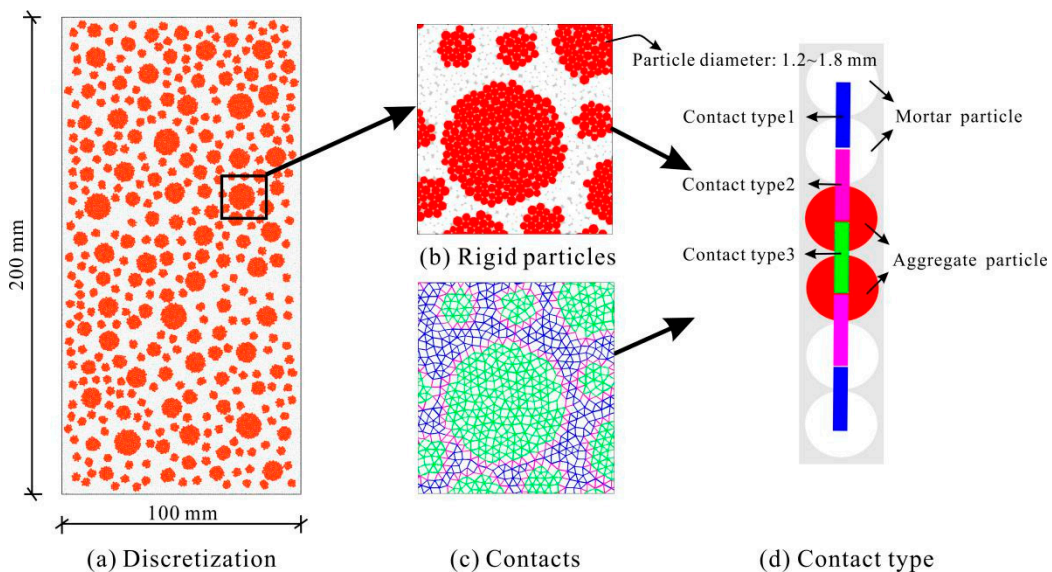 200 mm
100 mm
(a) Discretization
(b) Rigid particles
(c) Contacts
Particle diameter: 1.2~1.8 mm
Contact type1
Contact type2
Contact type3
Mortar particle
Aggregate particle
(d) Contact type